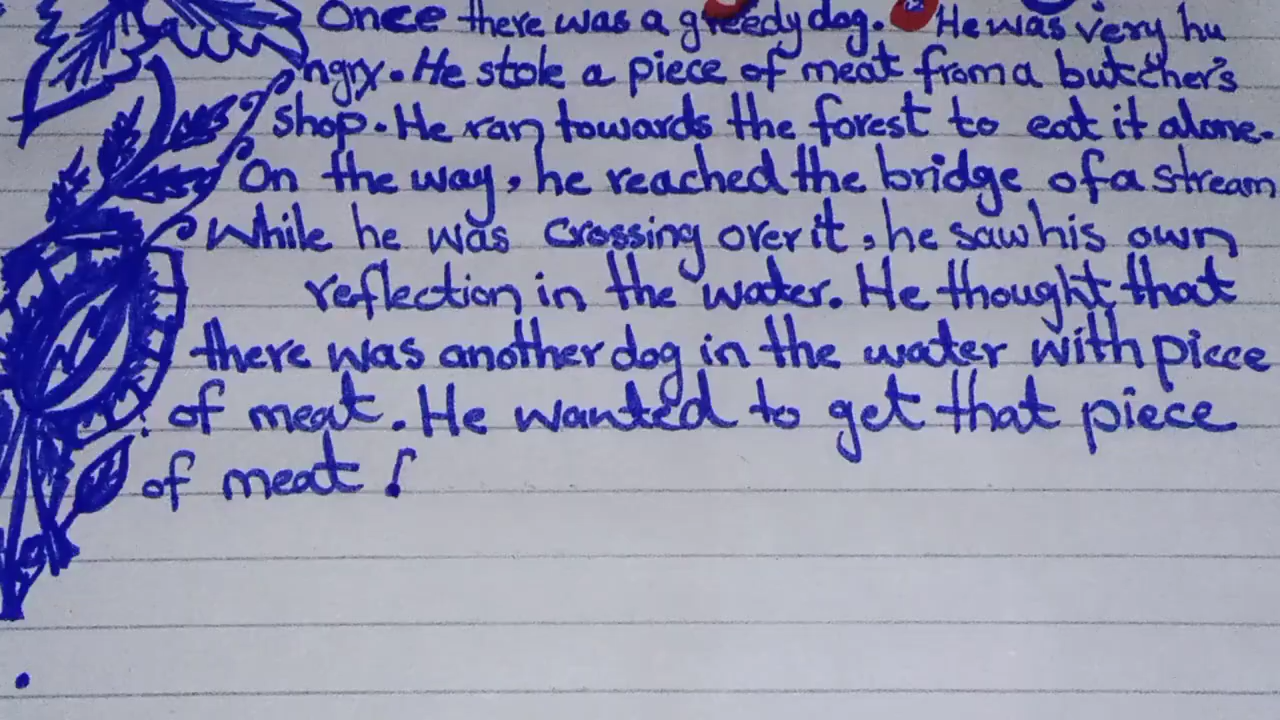 Once there was a greedy dog. He was very hu
ngry. He stole a piece of meat from a butcher's
shop. He ran towards the forest to eat it alone.
On the way, he reached the bridge of a stream
While he was crossing over it, he saw his own
reflection in the water. He thought that
there was another dog in the water with piece
of meat. He wanted to get that piece
of meat !